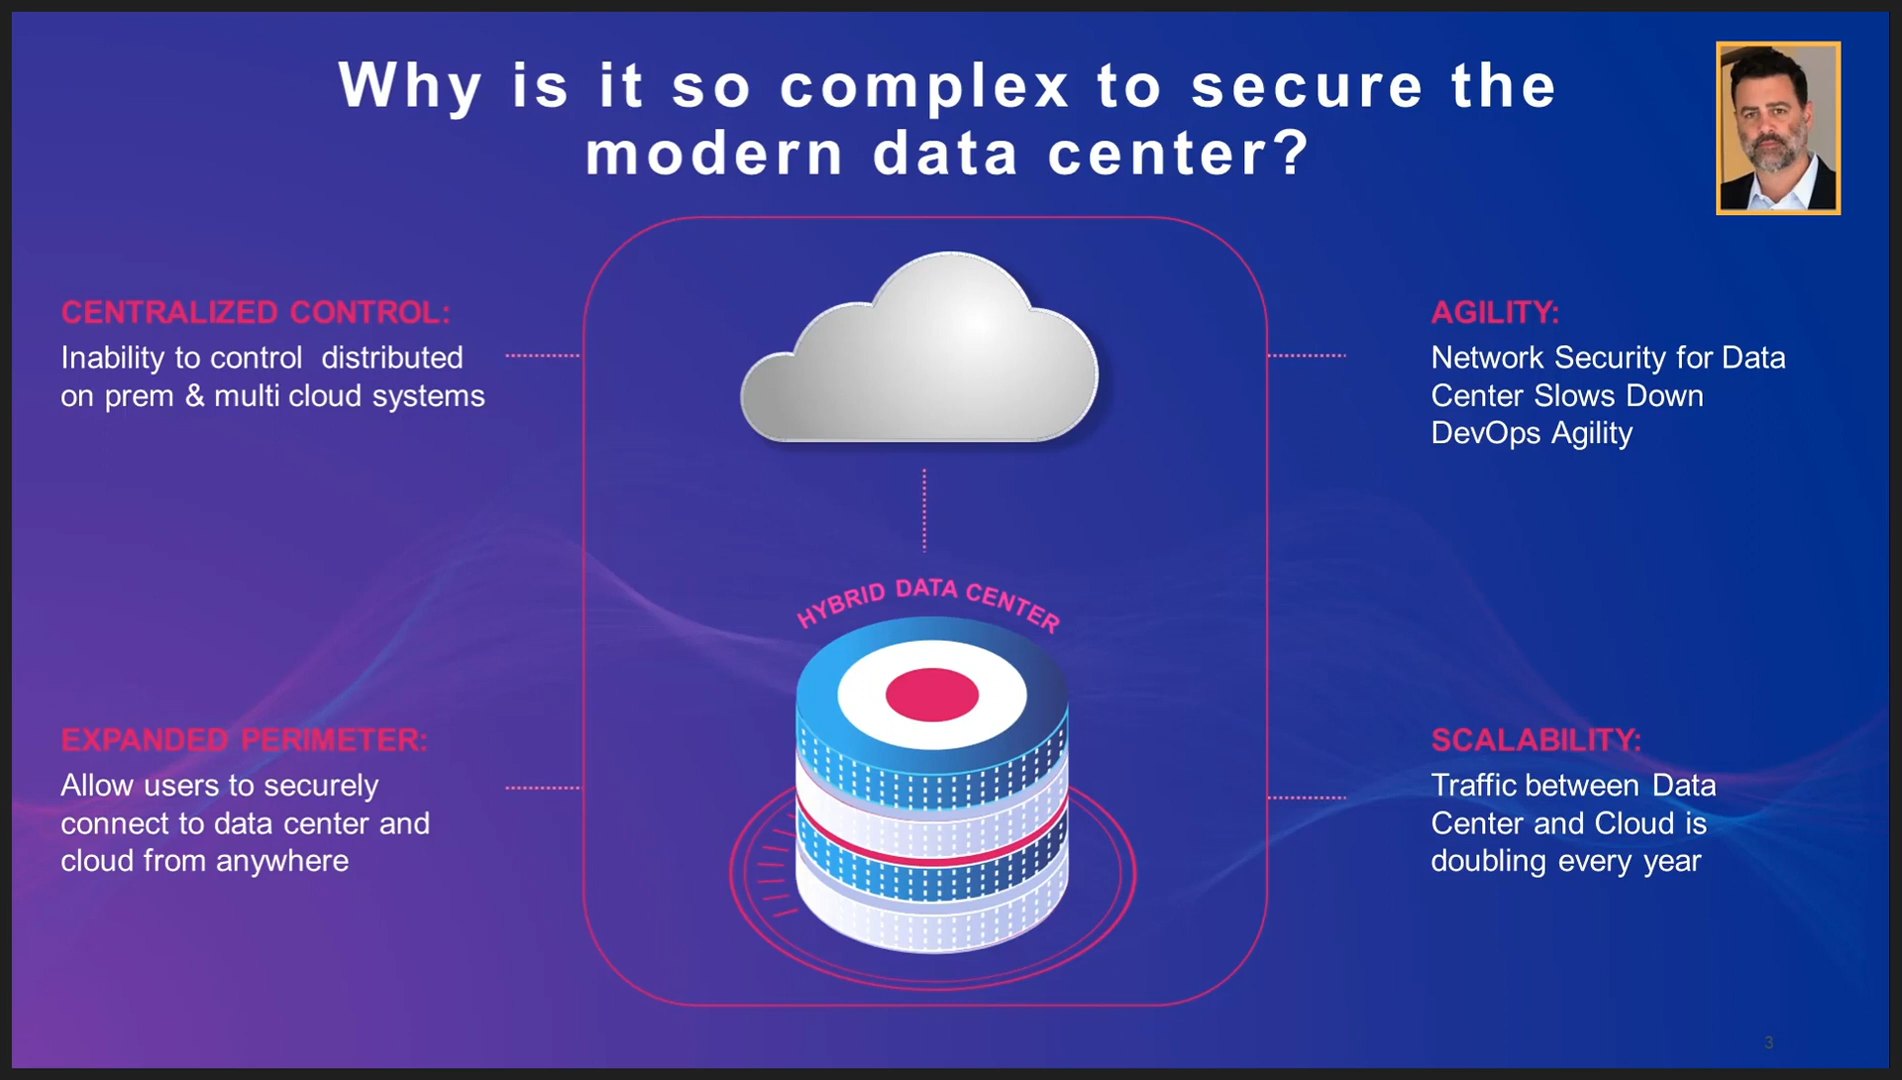 Why is it so complex to secure the
modern data center?
CENTRALIZED CONTROL:
Inability to control  distributed
on prem & multi cloud systems
AGILITY:
Network Security for Data
Center Slows Down
DevOps Agility
HYBRID DATA CENTER
EXPANDED PERIMETER:
Allow users to securely
connect to data center and
cloud from anywhere
SCALABILITY:
Traffic between Data
Center and Cloud is
doubling every year
3